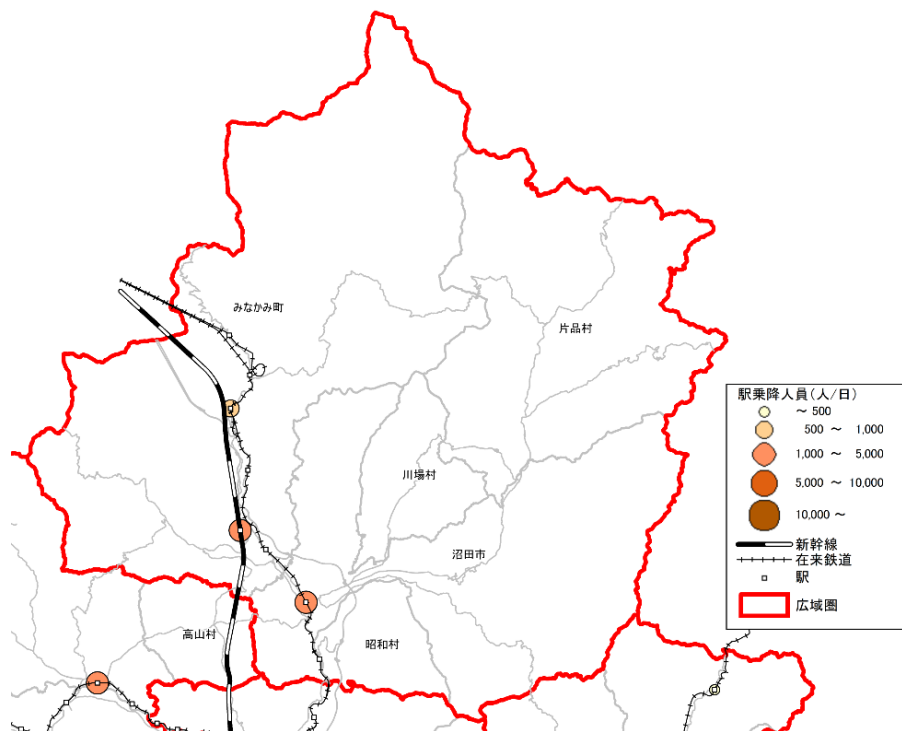 みなかみ町
片品村
川場村
沼田市
高山村
昭和村
駅乗降人員(人/日)
～ 500
500 ～ 1,000
1,000 ～ 5,000
5,000 ～ 10,000
10,000 ～
新幹線
在来鉄道
駅
広域圏